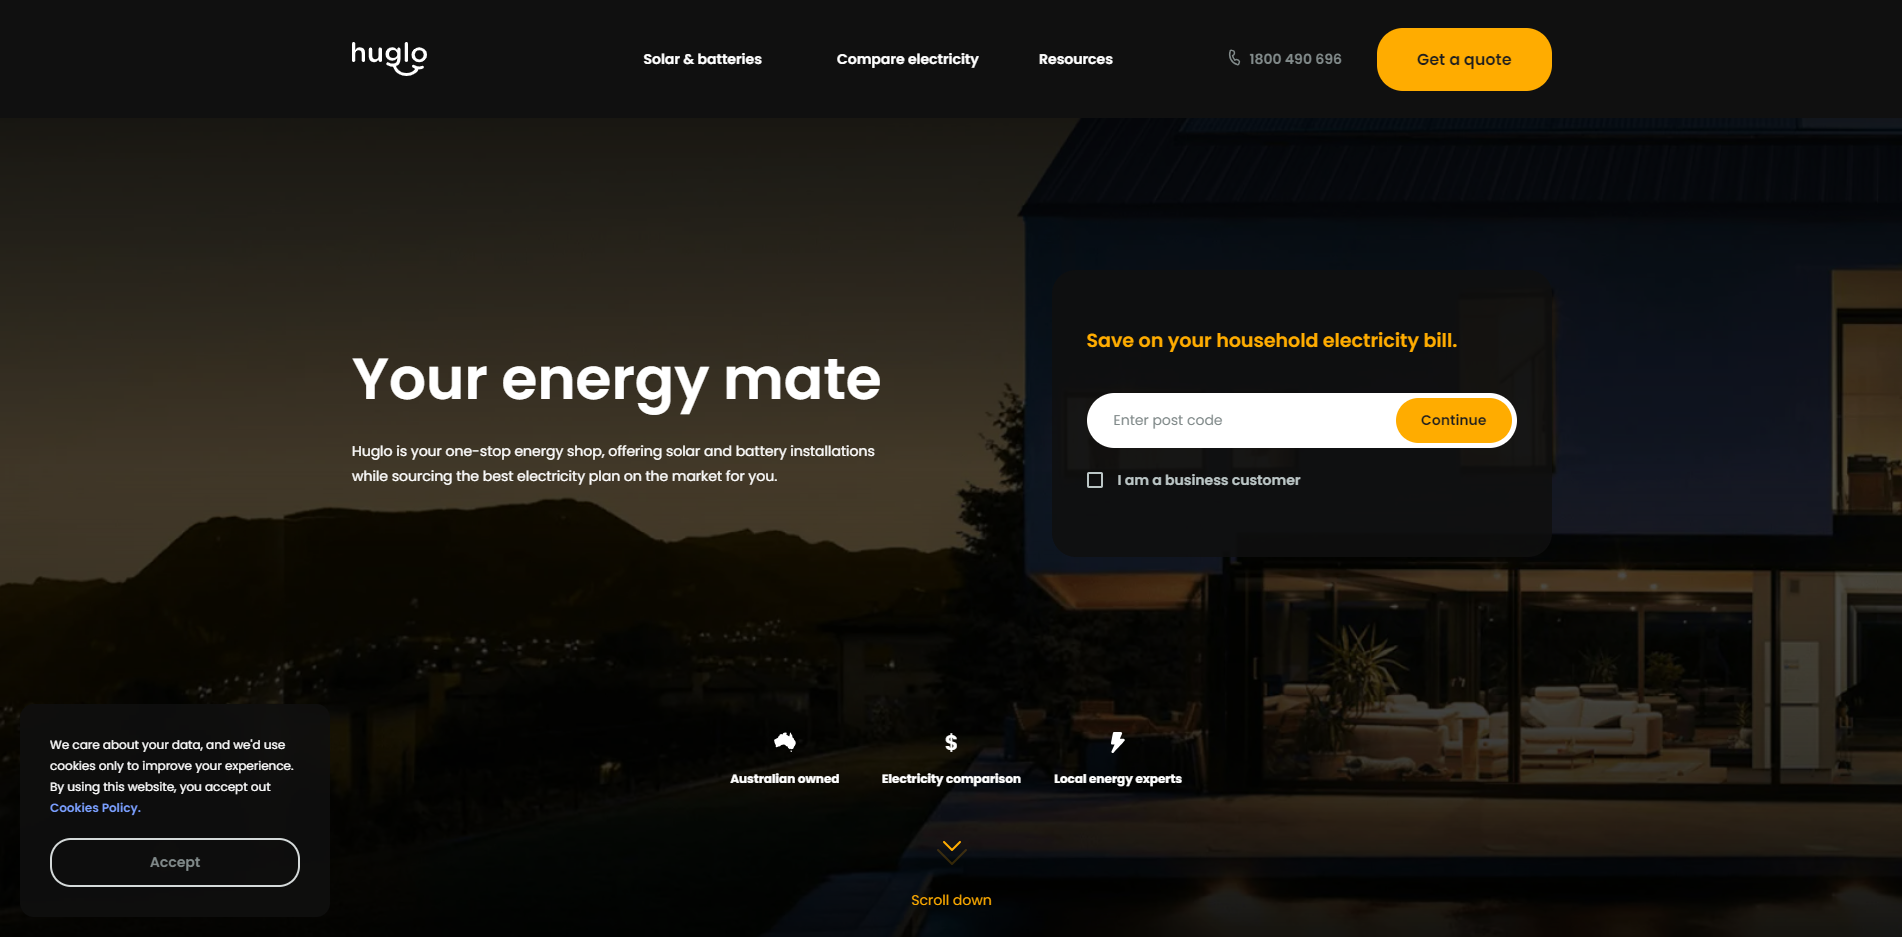 huglo
Solar & batteries
Compare electricity
Resources
1800 490 696
Get a quote
Your energy mate
Huglo is your one-stop energy shop, offering solar and battery installations
while sourcing the best electricity plan on the market for you.
Save on your household electricity bill.
Enter post code
Continue
I am a business customer
Australian owned
$
Electricity comparison
Local energy experts
Scroll down
We care about your data, and we'd use
cookies only to improve your experience.
By using this website, you accept out
Cookies Policy.
Accept